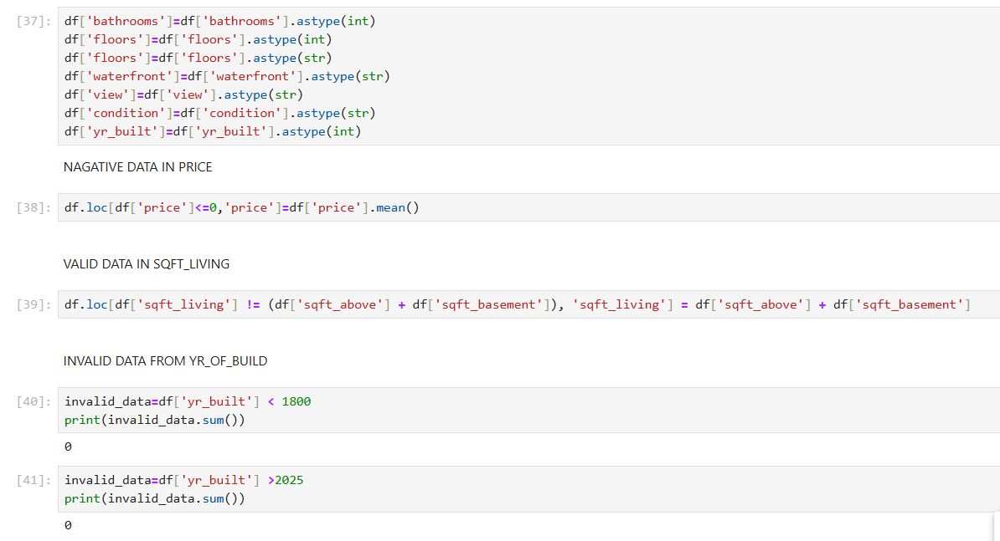 [37]: df['bathrooms']=df['bathrooms'].astype(int)
df['floors']=df['floors'].astype(int)
df['floors']=df['floors'].astype(str)
df['waterfront']=df['waterfront'].astype(str)
df['view']=df['view'].astype(str)
df['condition']=df['condition'].astype(str)
df['yr_built']=df['yr_built'].astype(int)
NAGATIVE DATA IN PRICE
[38]: df.loc[df['price']<=0,'price']=df['price'].mean()
VALID DATA IN SQFT_LIVING
[39]: df.loc[df['sqft_living'] != (df['sqft_above'] + df['sqft_basement']), 'sqft_living'] = df['sqft_above'] + df['sqft_basement']
INVALID DATA FROM YR_OF_BUILD
[40]: invalid_data=df['yr_built'] < 1800
print(invalid_data.sum())
0
[41]: invalid_data=df['yr_built'] >2025
print(invalid_data.sum())
0